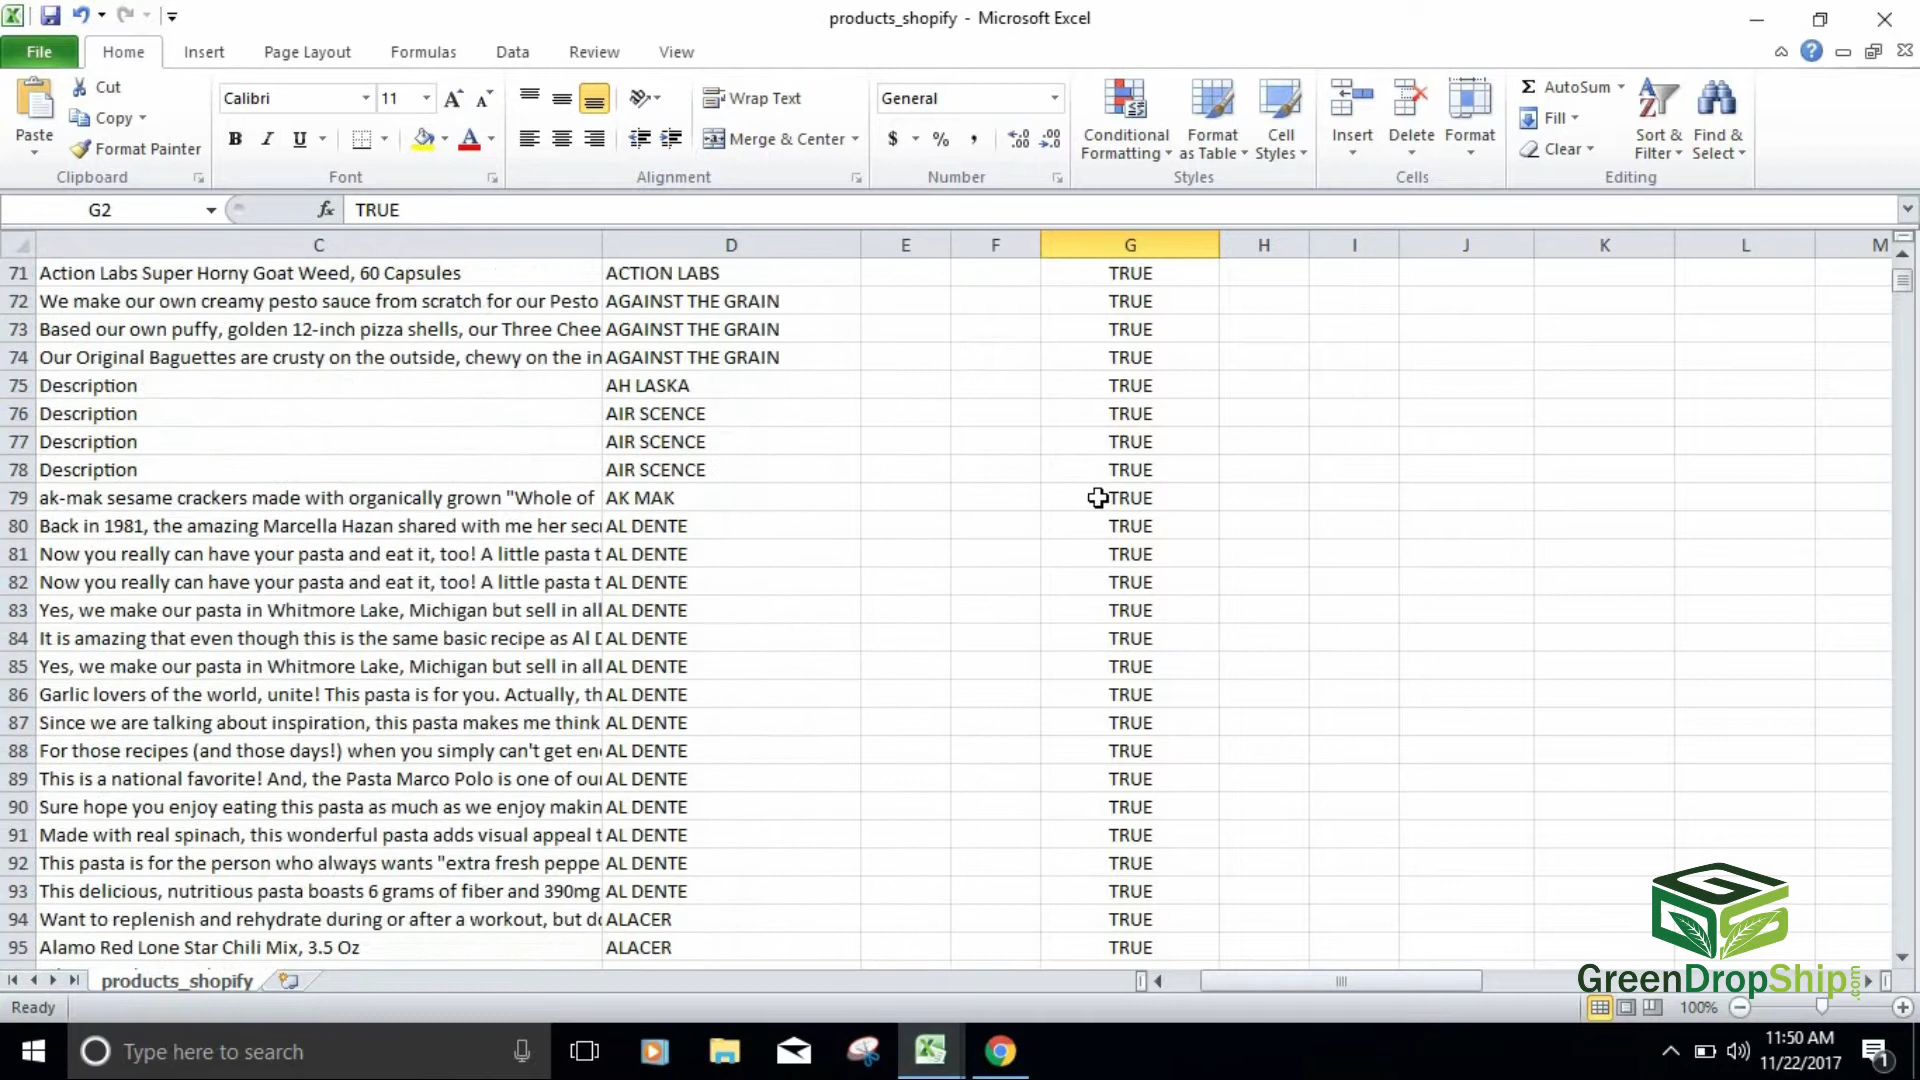 products_shopify - Microsoft Excel
File Home Insert Page Layout Formulas Data Review View
Paste Cut Copy Format Painter Clipboard
Calibri 11 B I U Font
Wrap Text Merge & Center Alignment
General $ % , .00 .00 Number
Conditional Formatting Format as Table Cell Styles Styles
Insert Delete Format Cells
Σ AutoSum Fill Clear Sort & Filter Find & Select Editing
G2 fx TRUE
C D E F G H I J K L M
71 Action Labs Super Horny Goat Weed, 60 Capsules ACTION LABS TRUE
72 We make our own creamy pesto sauce from scratch for our Pesto AGAINST THE GRAIN TRUE
73 Based our own puffy, golden 12-inch pizza shells, our Three Chee AGAINST THE GRAIN TRUE
74 Our Original Baguettes are crusty on the outside, chewy on the in AGAINST THE GRAIN TRUE
75 Description AH LASKA TRUE
76 Description AIR SCENCE TRUE
77 Description AIR SCENCE TRUE
78 Description AIR SCENCE TRUE
79 ak-mak sesame crackers made with organically grown "Whole of AK MAK TRUE
80 Back in 1981, the amazing Marcella Hazan shared with me her sec AL DENTE TRUE
81 Now you really can have your pasta and eat it, too! A little pasta t AL DENTE TRUE
82 Now you really can have your pasta and eat it, too! A little pasta t AL DENTE TRUE
83 Yes, we make our pasta in Whitmore Lake, Michigan but sell in all AL DENTE TRUE
84 It is amazing that even though this is the same basic recipe as Al D AL DENTE TRUE
85 Yes, we make our pasta in Whitmore Lake, Michigan but sell in all AL DENTE TRUE
86 Garlic lovers of the world, unite! This pasta is for you. Actually, th AL DENTE TRUE
87 Since we are talking about inspiration, this pasta makes me think AL DENTE TRUE
88 For those recipes (and those days!) when you simply can't get en AL DENTE TRUE
89 This is a national favorite! And, the Pasta Marco Polo is one of ou AL DENTE TRUE
90 Sure hope you enjoy eating this pasta as much as we enjoy makin AL DENTE TRUE
91 Made with real spinach, this wonderful pasta adds visual appeal t AL DENTE TRUE
92 This pasta is for the person who always wants "extra fresh peppe AL DENTE TRUE
93 This delicious, nutritious pasta boasts 6 grams of fiber and 390mg AL DENTE TRUE
94 Want to replenish and rehydrate during or after a workout, but do ALACER TRUE
95 Alamo Red Lone Star Chili Mix, 3.5 Oz ALACER TRUE
products_shopify
GreenDropShip.com
Ready 100%
Type here to search
11:50 AM
11/22/2017
1